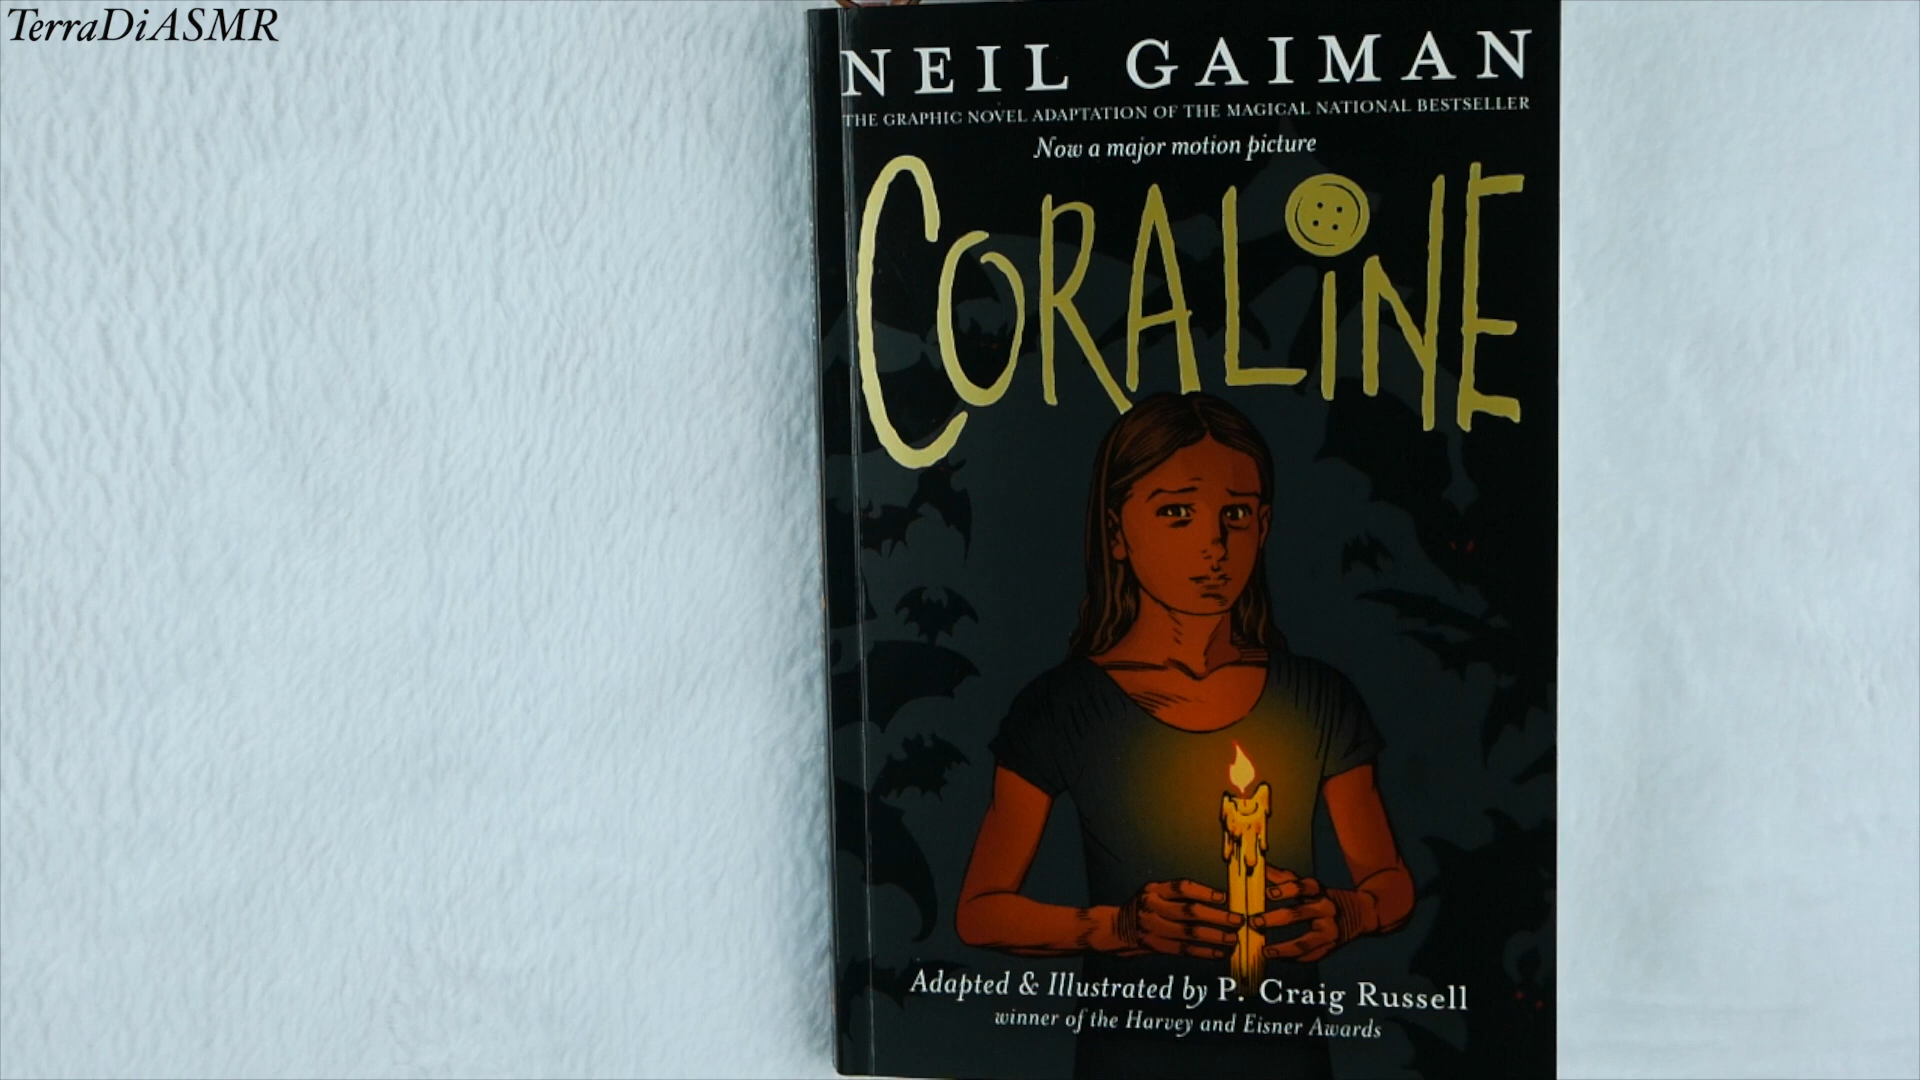 TerraDiASMR
NEIL GAIMAN
THE GRAPHIC NOVEL ADAPTATION OF THE MAGICAL NATIONAL BESTSELLER
Now a major motion picture
CORALiNE
Adapted & Illustrated by P. Craig Russell
winner of the Harvey and Eisner Awards